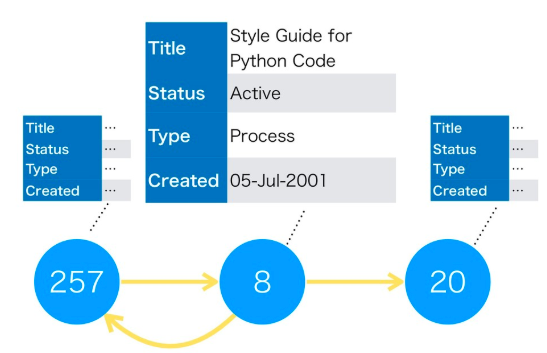 Title Style Guide for
Python Code
Status Active
Type Process
Created 05-Jul-2001
Title ...
Status ...
Type ...
Created ...
Title ...
Status ...
Type ...
Created ...
257 8 20